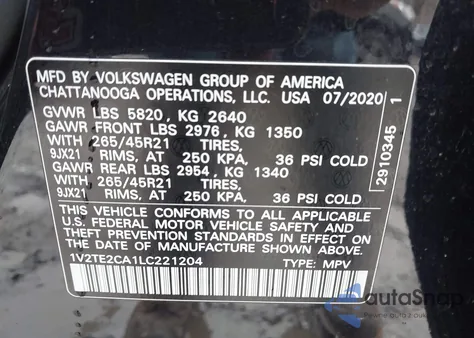 MFD BY VOLKSWAGEN GROUP OF AMERICA
CHATTANOOGA OPERATIONS, LLC. USA 07/2020
GVWR LBS 5820, KG 2640
GAWR FRONT LBS 2976, KG 1350
WITH 265/45R21 TIRES,
9JX21 RIMS, AT 250 KPA, 36 PSI COLD
GAWR REAR LBS 2954, KG 1340
WITH 265/45R21 TIRES,
9JX21 RIMS, AT 250 KPA, 36 PSI COLD
THIS VEHICLE CONFORMS TO ALL APPLICABLE
U.S. FEDERAL MOTOR VEHICLE SAFETY AND
THEFT PREVENTION STANDARDS IN EFFECT ON
THE DATE OF MANUFACTURE SHOWN ABOVE.
1V2TE2CA1LC221204 TYPE: MPV
2910345 1
autaSnap